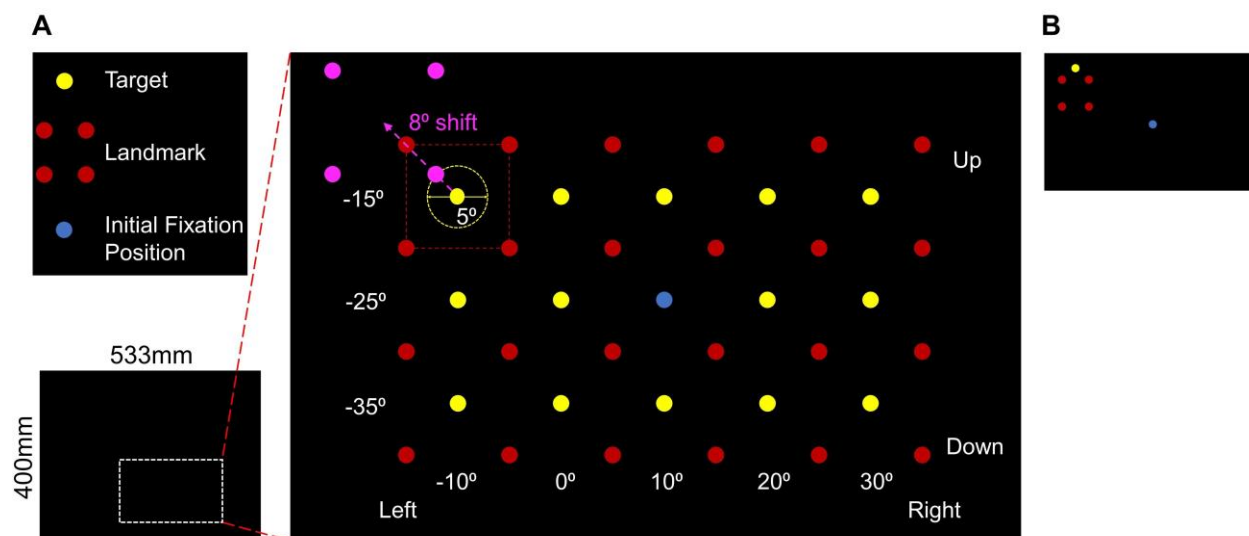 A
B
Target
Landmark
Initial Fixation
Position
533mm
400mm
8º shift
5º
-15º
-25º
-35º
Up
Down
-10º
0º
10º
20º
30º
Left
Right